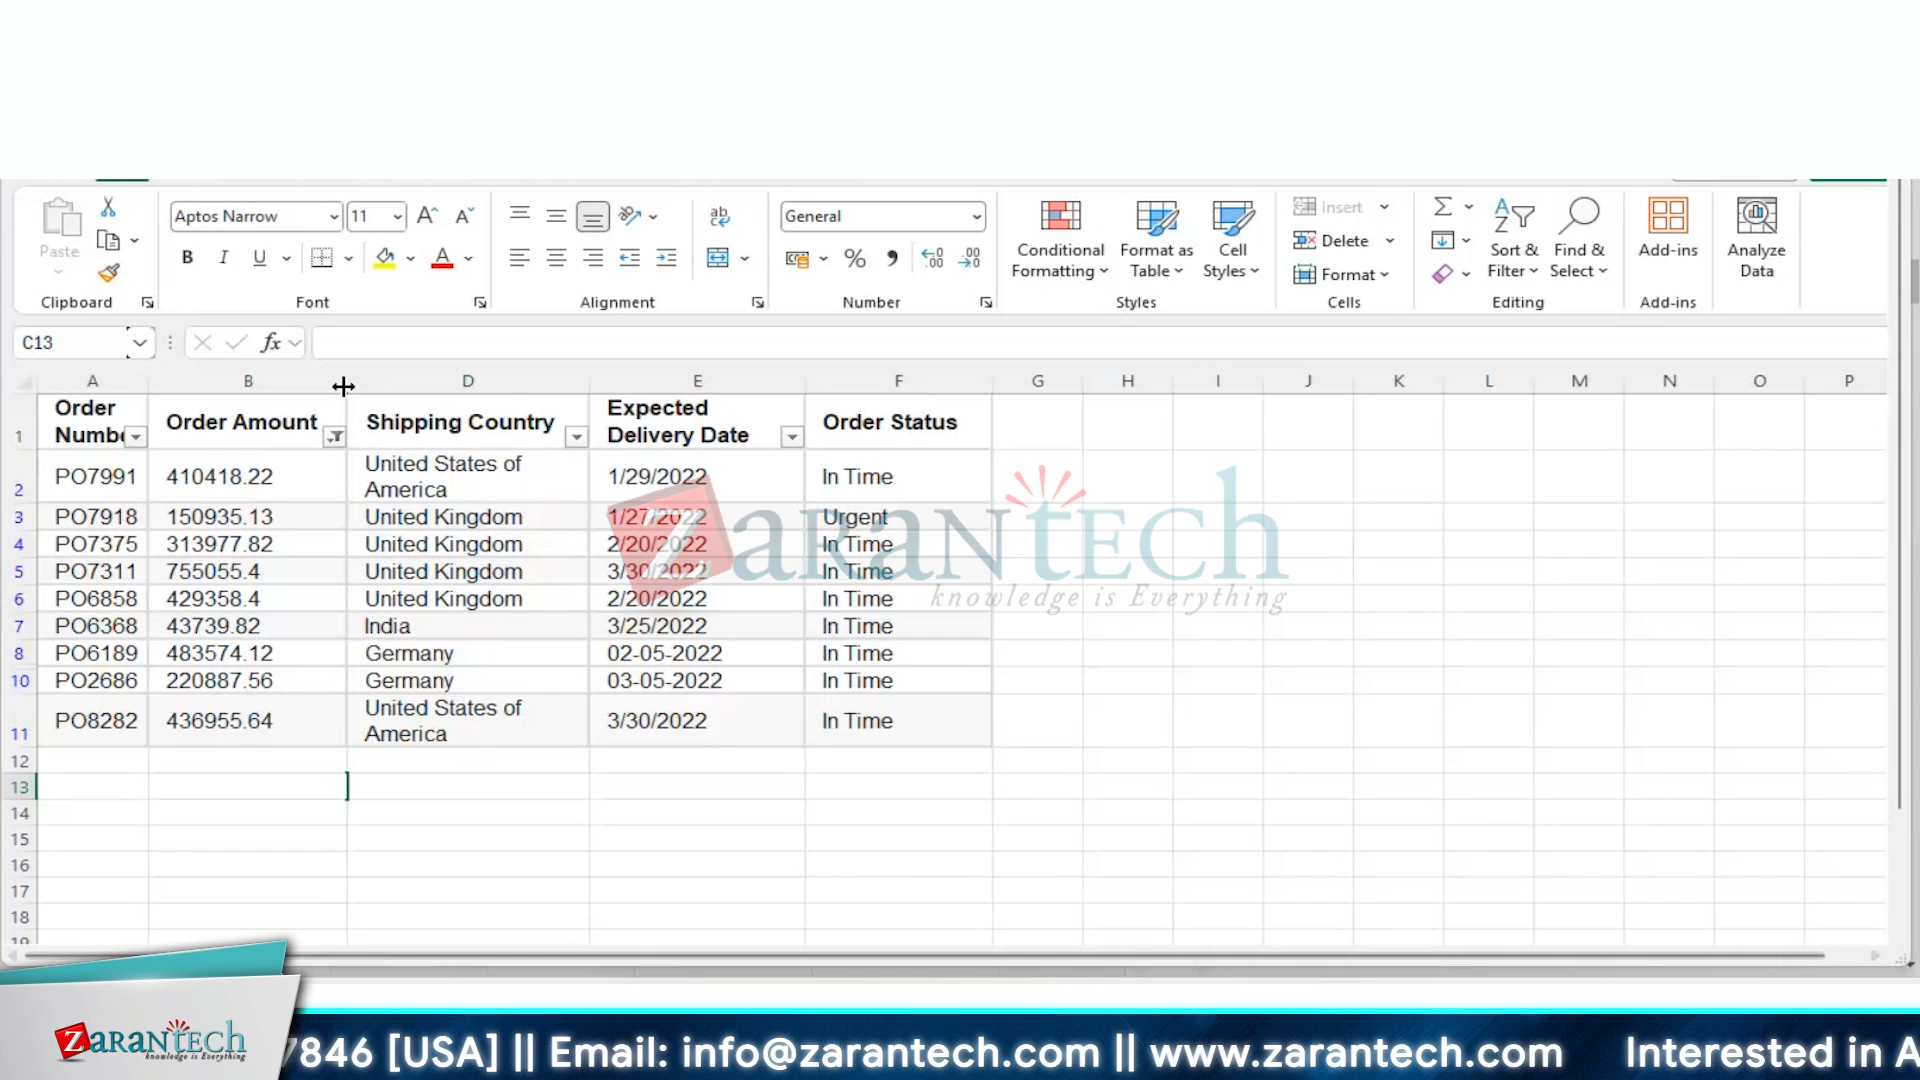 Paste
Clipboard
Aptos Narrow
11
B I U
Font
ab
Alignment
General
% 9
Number
Conditional Formatting
Format as Table
Cell Styles
Styles
Insert
Delete
Format
Cells
Sort & Filter
Find & Select
Editing
Add-ins
Add-ins
Analyze Data
C13
fx
A B D E F G H I J K L M N O P
1 Order Number Order Amount Shipping Country Expected Delivery Date Order Status
2 PO7991 410418.22 United States of America 1/29/2022 In Time
3 PO7918 150935.13 United Kingdom 1/27/2022 Urgent
4 PO7375 313977.82 United Kingdom 2/20/2022 In Time
5 PO7311 755055.4 United Kingdom 3/30/2022 In Time
6 PO6858 429358.4 United Kingdom 2/20/2022 In Time
7 PO6368 43739.82 India 3/25/2022 In Time
8 PO6189 483574.12 Germany 02-05-2022 In Time
10 PO2686 220887.56 Germany 03-05-2022 In Time
11 PO8282 436955.64 United States of America 3/30/2022 In Time
12
13
14
15
16
17
18
19
ZaranTech
knowledge is Everything
ZaranTech
knowledge is Everything
7846 [USA] || Email: info@zarantech.com || www.zarantech.com Interested in A